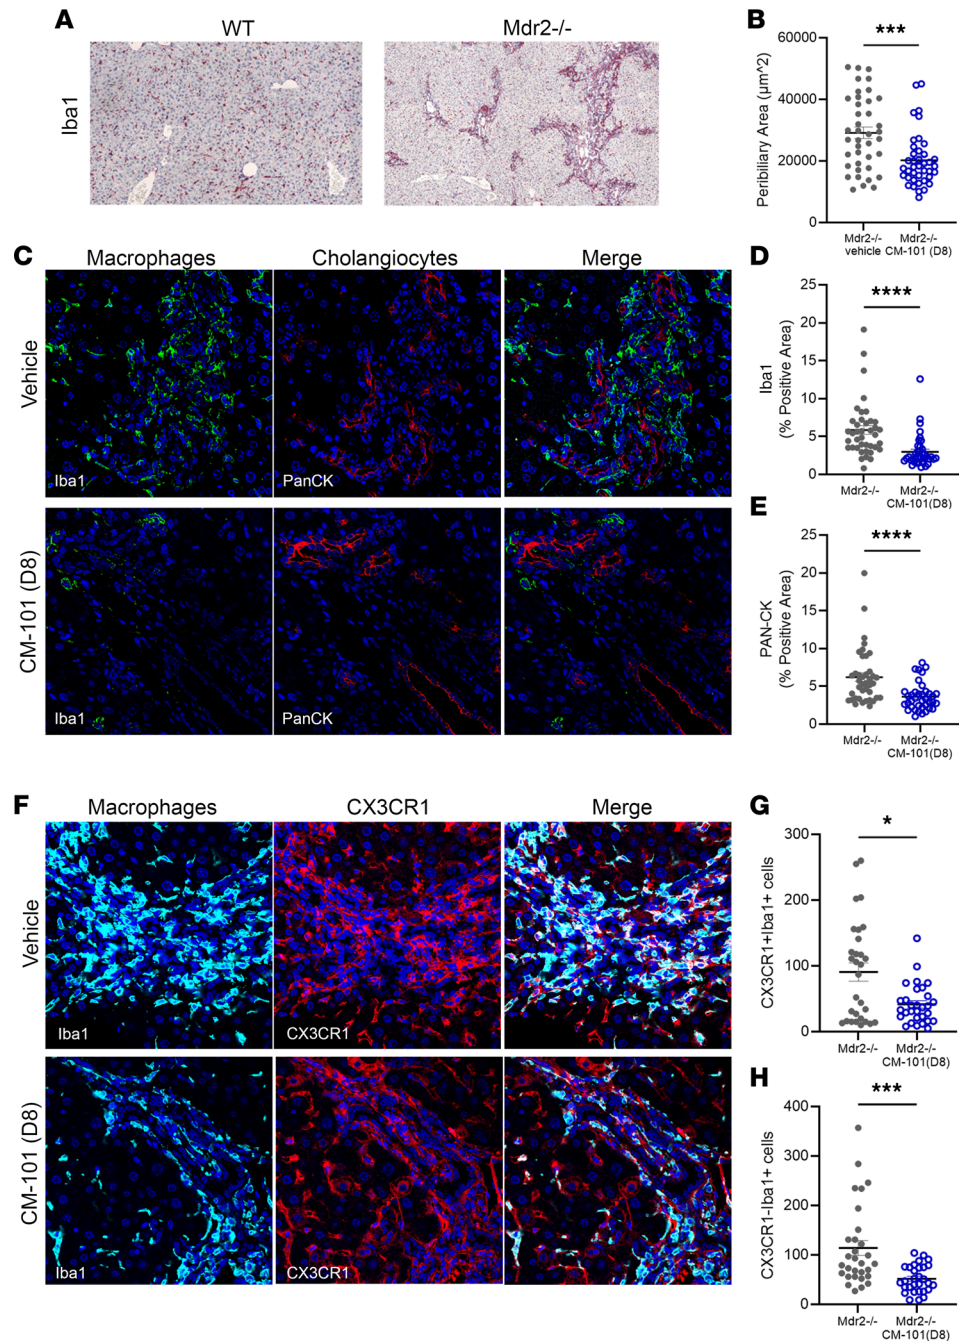 A
WT
Mdr2-/-
Iba1
B
***
Peribiliary Area (µm^2)
60000
40000
20000
0
Mdr2-/-
vehicle
Mdr2-/-
CM-101 (D8)
C
Macrophages
Cholangiocytes
Merge
Vehicle
Iba1
PanCK
CM-101 (D8)
Iba1
PanCK
D
****
Iba1
(% Positive Area)
25
20
15
10
5
0
Mdr2-/-
Mdr2-/-
CM-101(D8)
E
****
PAN-CK
(% Positive Area)
25
20
15
10
5
0
Mdr2-/-
Mdr2-/-
CM-101(D8)
F
Macrophages
CX3CR1
Merge
Vehicle
Iba1
CX3CR1
CM-101 (D8)
Iba1
CX3CR1
G
*
CX3CR1+Iba1+ cells
300
200
100
0
Mdr2-/-
Mdr2-/-
CM-101(D8)
H
***
CX3CR1-Iba1+ cells
400
300
200
100
0
Mdr2-/-
Mdr2-/-
CM-101(D8)